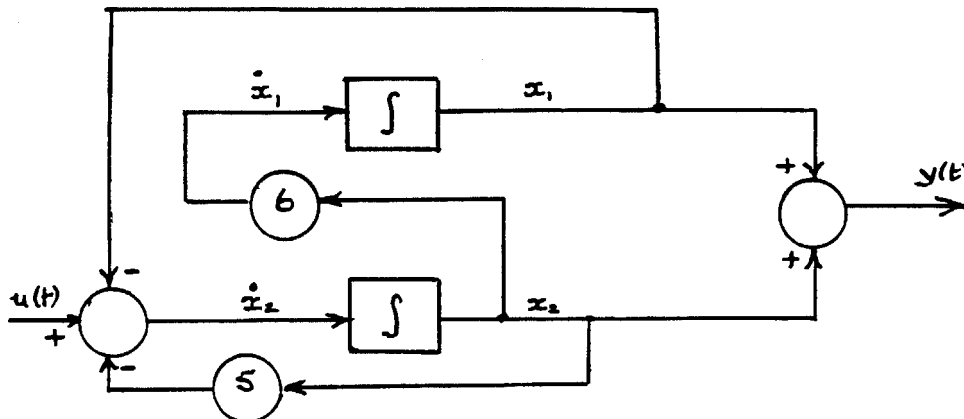 ẋ₁
∫
x₁
+
y(t)
6
+
-
u(t)
+
ẋ₂
∫
x₂
-
5